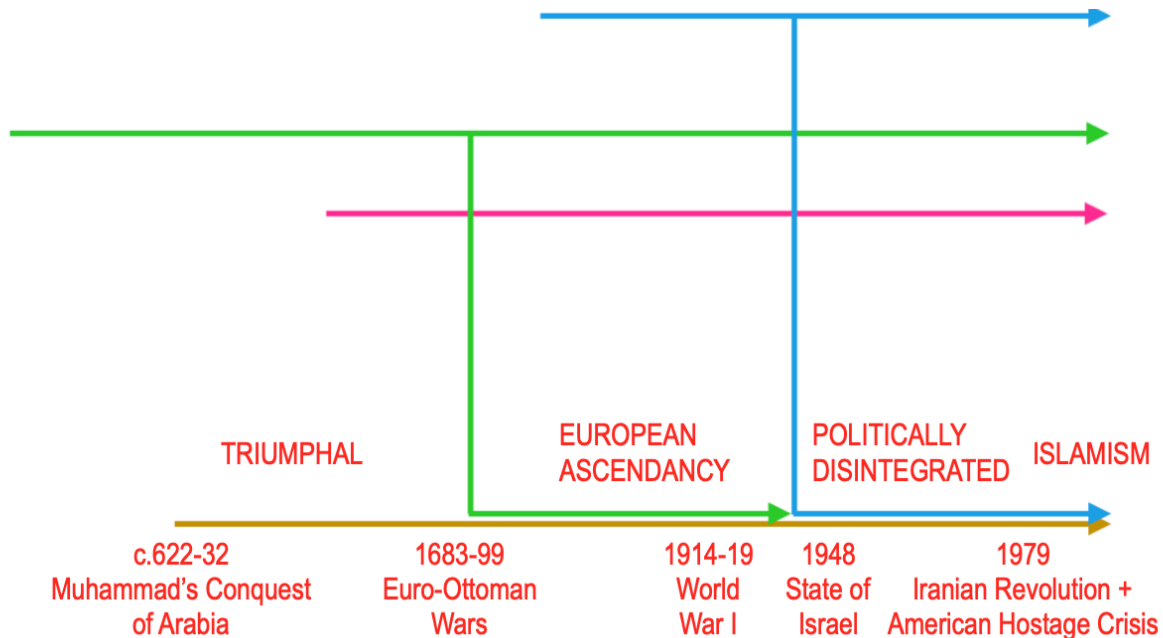 TRIUMPHAL
EUROPEAN
ASCENDANCY
POLITICALLY
DISINTEGRATED
ISLAMISM
c.622-32
Muhammad’s Conquest
of Arabia
1683-99
Euro-Ottoman
Wars
1914-19
World
War I
1948
State of
Israel
1979
Iranian Revolution +
American Hostage Crisis